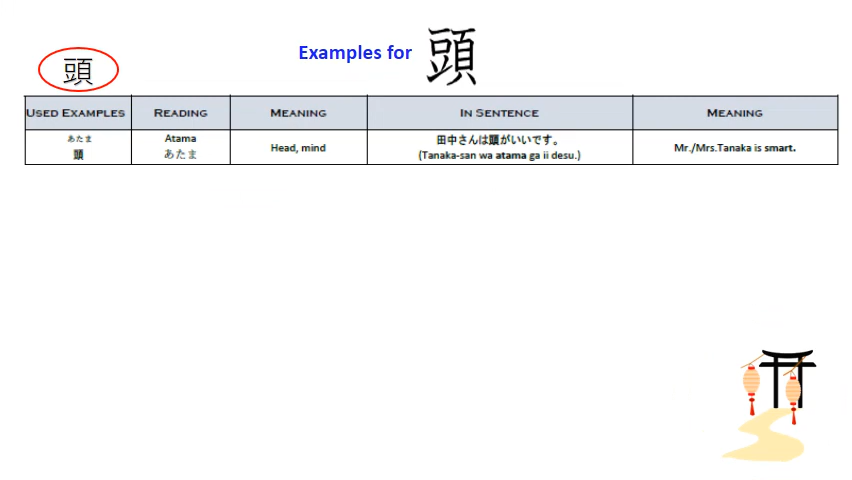 Examples for 頭
頭
USED EXAMPLES READING MEANING IN SENTENCE MEANING
あたま
頭
Atama
あたま
Head, mind
田中さんは頭がいいです。
(Tanaka-san wa atama ga ii desu.)
Mr./Mrs.Tanaka is smart.